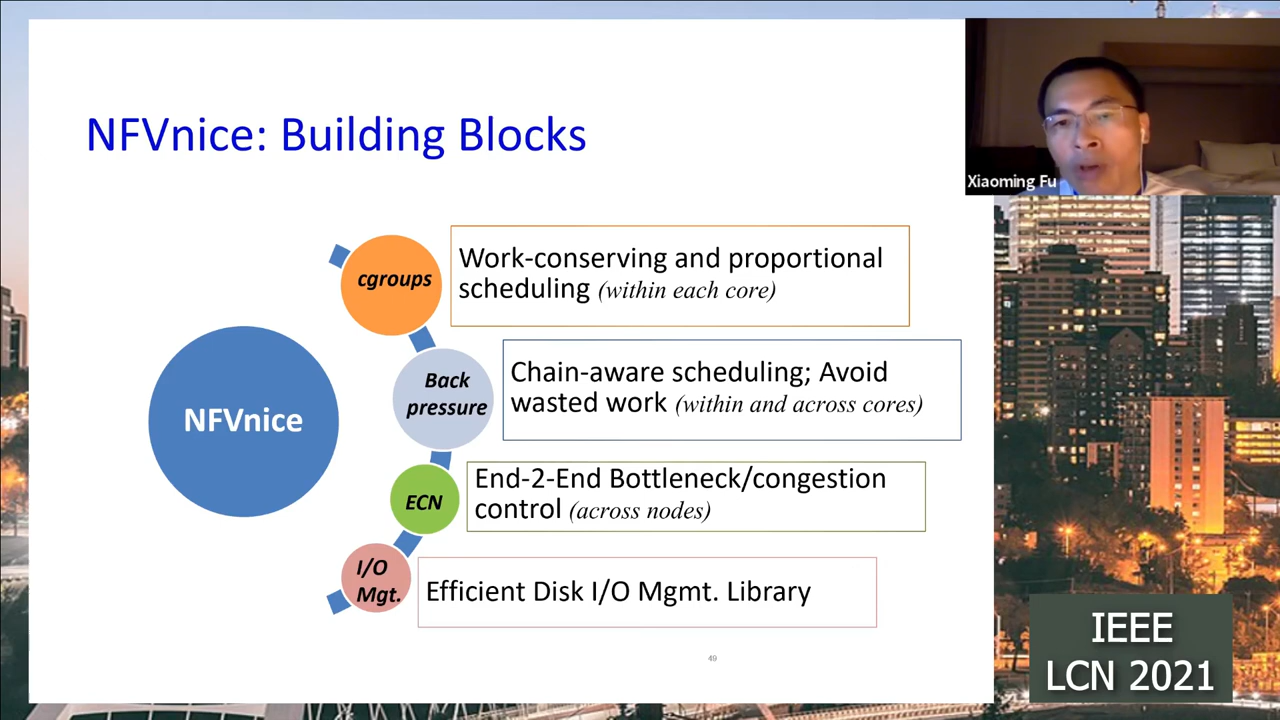 NFVnice: Building Blocks
Xiaoming Fu
cgroups
Work-conserving and proportional
scheduling (within each core)
NFVnice
Back
pressure
Chain-aware scheduling; Avoid
wasted work (within and across cores)
ECN
End-2-End Bottleneck/congestion
control (across nodes)
I/O
Mgt.
Efficient Disk I/O Mgmt. Library
49
IEEE
LCN 2021